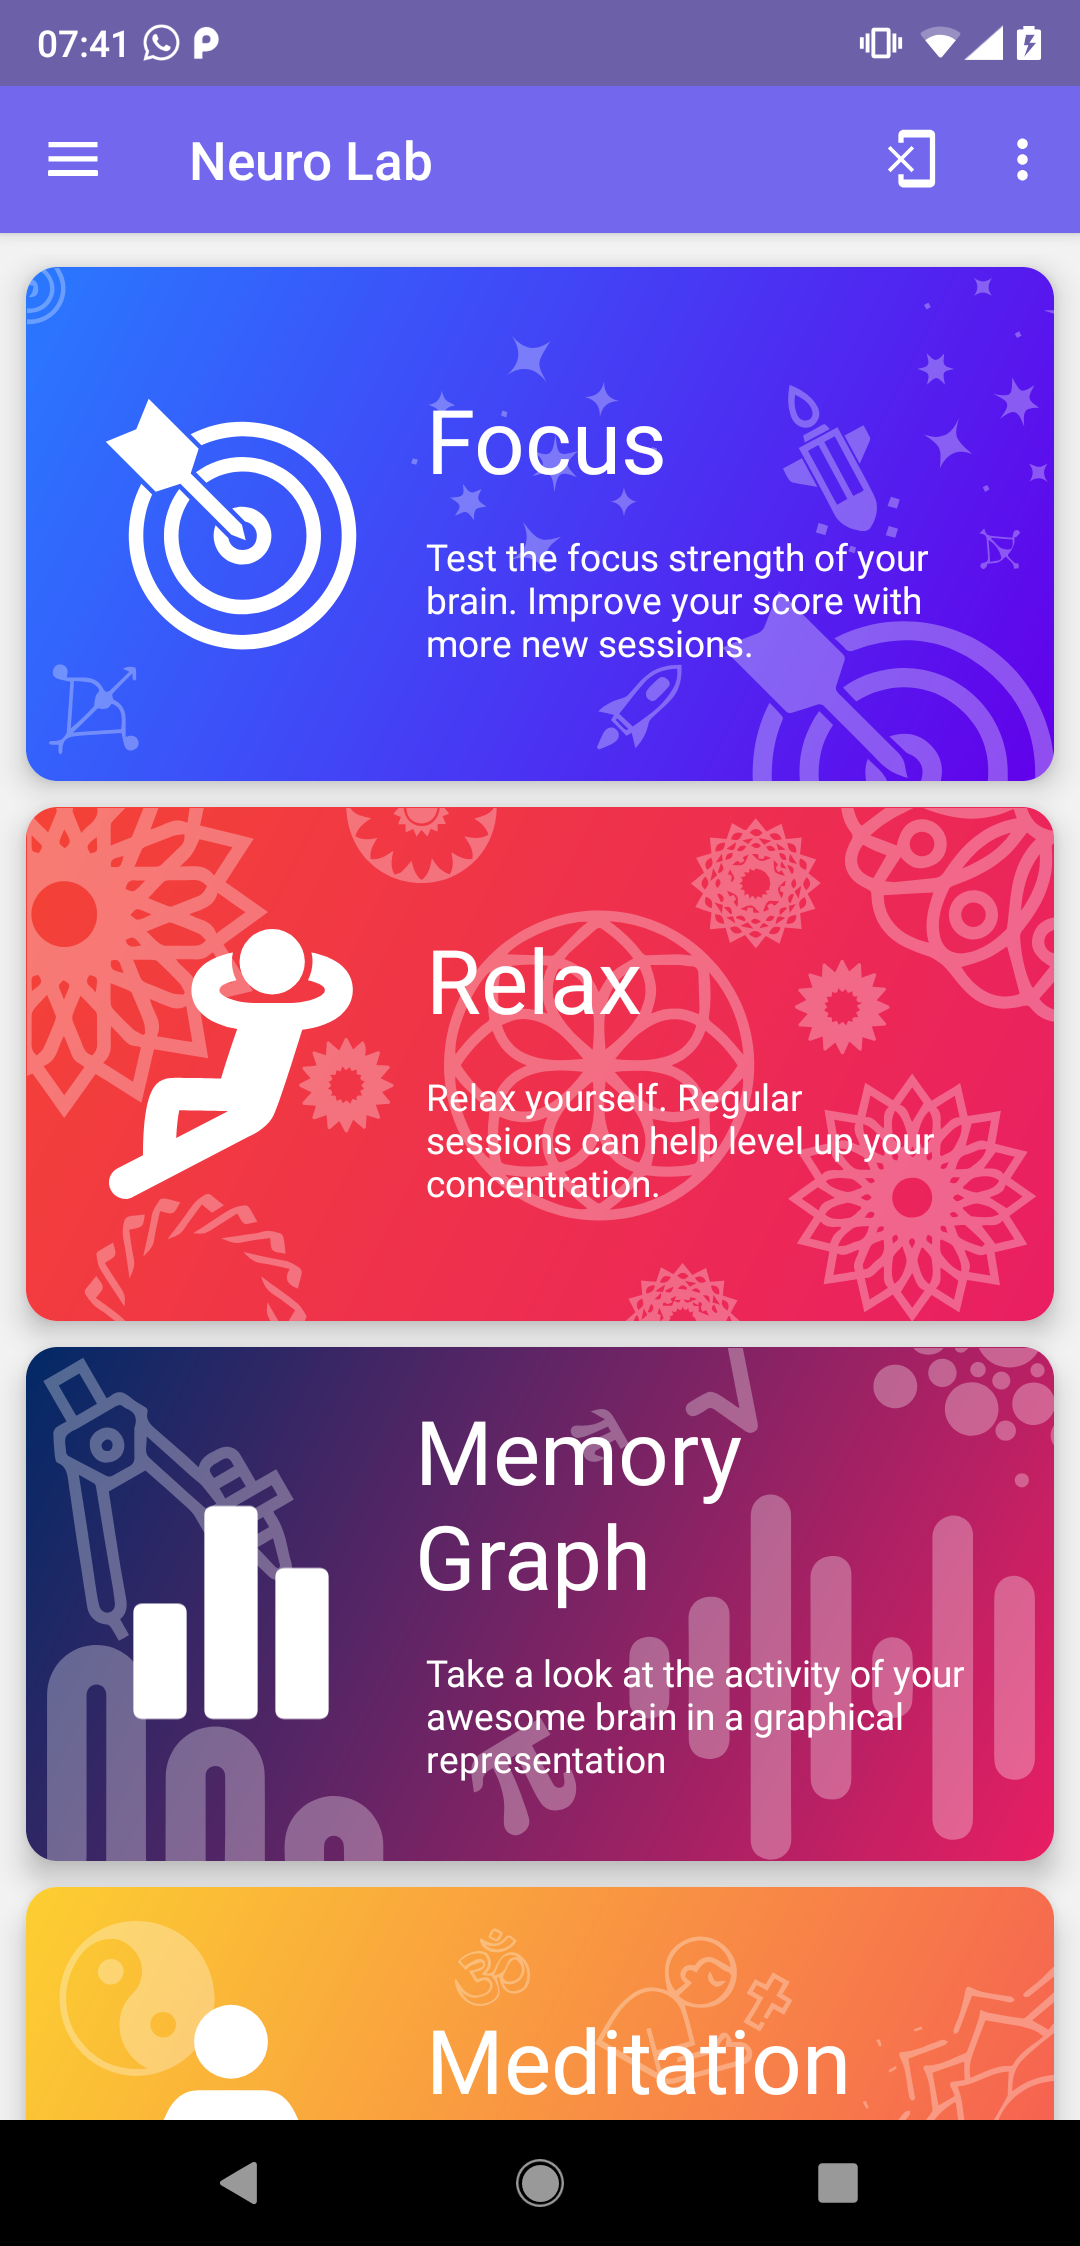 07:41
Neuro Lab
Focus
Test the focus strength of your
brain. Improve your score with
more new sessions.
Relax
Relax yourself. Regular
sessions can help level up your
concentration.
Memory
Graph
Take a look at the activity of your
awesome brain in a graphical
representation
Meditation